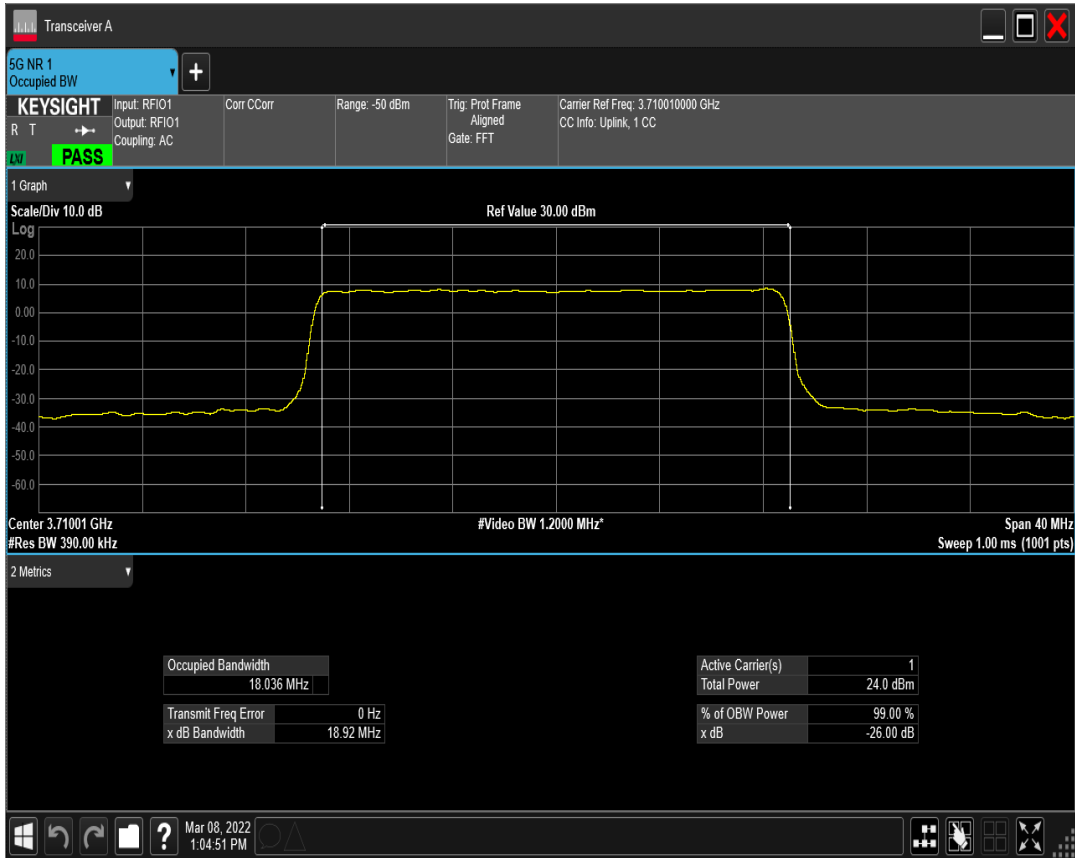 Transceiver A
5G NR 1
Occupied BW
+
KEYSIGHT
R T
LXI PASS
Input: RFIO1
Output: RFIO1
Coupling: AC
Corr CCorr
Range: -50 dBm
Trig: Prot Frame
Aligned
Gate: FFT
Carrier Ref Freq: 3.710010000 GHz
CC Info: Uplink, 1 CC
1 Graph
Scale/Div 10.0 dB
Ref Value 30.00 dBm
Log
20.0
10.0
0.00
-10.0
-20.0
-30.0
-40.0
-50.0
-60.0
Center 3.71001 GHz
#Video BW 1.2000 MHz*
Span 40 MHz
#Res BW 390.00 kHz
Sweep 1.00 ms (1001 pts)
2 Metrics
Occupied Bandwidth
18.036 MHz
Transmit Freq Error 0 Hz
x dB Bandwidth 18.92 MHz
Active Carrier(s) 1
Total Power 24.0 dBm
% of OBW Power 99.00 %
x dB -26.00 dB
?
Mar 08, 2022
1:04:51 PM